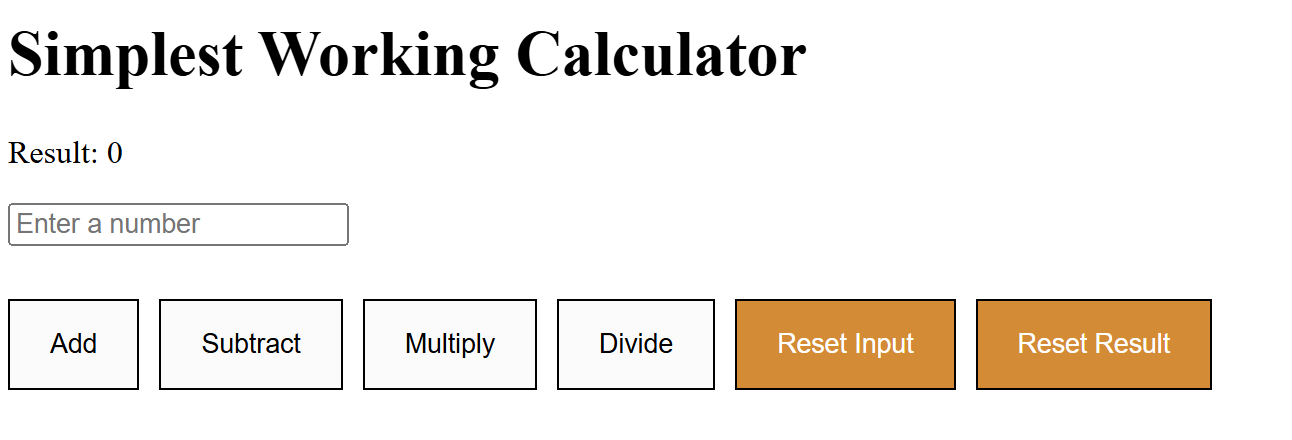 Simplest Working Calculator
Result: 0
Enter a number
Add Subtract Multiply Divide Reset Input Reset Result